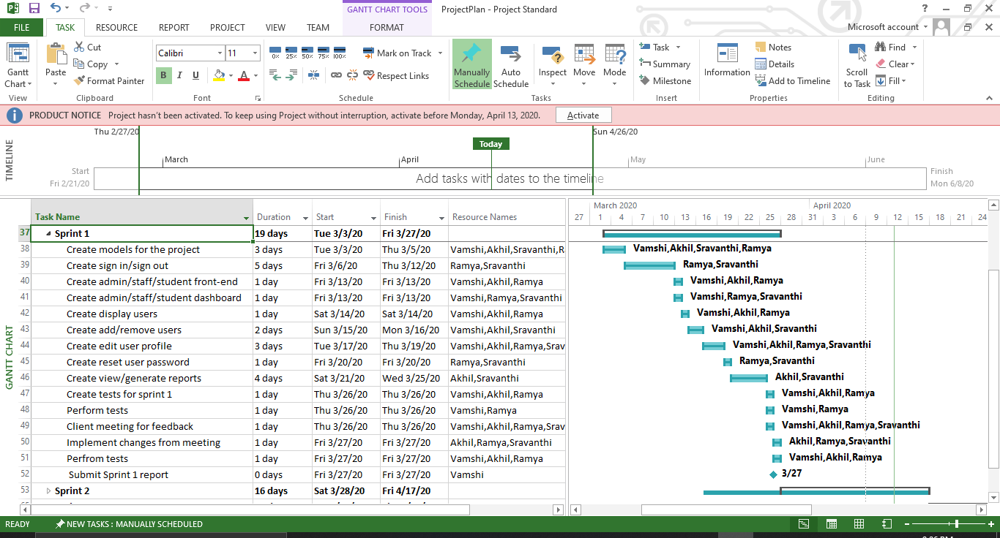 GANTT CHART TOOLS
ProjectPlan - Project Standard
FILE TASK RESOURCE REPORT PROJECT VIEW TEAM FORMAT
Microsoft account
Gantt Chart
View
Paste
Cut
Copy
Format Painter
Clipboard
Calibri 11
B I U A
Font
0% 25% 50% 75% 100%
Mark on Track
Respect Links
Schedule
Manually Schedule
Auto Schedule
Inspect
Move
Mode
Tasks
Task
Summary
Milestone
Insert
Information
Notes
Details
Add to Timeline
Properties
Scroll to Task
Find
Clear
Fill
Editing
PRODUCT NOTICE Project hasn't been activated. To keep using Project without interruption, activate before Monday, April 13, 2020. Activate
TIMELINE
Thu 2/27/20
Sun 4/26/20
Today
March April May June
Start
Fri 2/21/20
Add tasks with dates to the timeline
Finish
Mon 6/8/20
GANTT CHART
Task Name Duration Start Finish Resource Names
March 2020 April 2020
27 1 4 7 10 13 16 19 22 25 28 31 3 6 9 12 15 18 21 24
37 Sprint 1 19 days Tue 3/3/20 Fri 3/27/20
38 Create models for the project 3 days Tue 3/3/20 Thu 3/5/20 Vamshi,Akhil,Sravanthi,R Vamshi,Akhil,Sravanthi,Ramya
39 Create sign in/sign out 5 days Fri 3/6/20 Thu 3/12/20 Ramya,Sravanthi Ramya,Sravanthi
40 Create admin/staff/student front-end 1 day Fri 3/13/20 Fri 3/13/20 Vamshi,Akhil,Ramya Vamshi,Akhil,Ramya
41 Create admin/staff/student dashboard 1 day Fri 3/13/20 Fri 3/13/20 Vamshi,Ramya,Sravanthi Vamshi,Ramya,Sravanthi
42 Create display users 1 day Sat 3/14/20 Sat 3/14/20 Vamshi,Akhil,Ramya Vamshi,Akhil,Ramya
43 Create add/remove users 2 days Sun 3/15/20 Mon 3/16/20 Vamshi,Akhil,Sravanthi Vamshi,Akhil,Sravanthi
44 Create edit user profile 3 days Tue 3/17/20 Thu 3/19/20 Vamshi,Akhil,Ramya,Srav Vamshi,Akhil,Ramya,Sravanthi
45 Create reset user password 1 day Fri 3/20/20 Fri 3/20/20 Ramya,Sravanthi Ramya,Sravanthi
46 Create view/generate reports 4 days Sat 3/21/20 Wed 3/25/20 Akhil,Sravanthi Akhil,Sravanthi
47 Create tests for sprint 1 1 day Thu 3/26/20 Thu 3/26/20 Vamshi,Akhil,Ramya Vamshi,Akhil,Ramya
48 Perform tests 1 day Thu 3/26/20 Thu 3/26/20 Vamshi,Ramya Vamshi,Ramya
49 Client meeting for feedback 1 day Thu 3/26/20 Thu 3/26/20 Vamshi,Akhil,Ramya,Srav Vamshi,Akhil,Ramya,Sravanthi
50 Implement changes from meeting 1 day Fri 3/27/20 Fri 3/27/20 Akhil,Ramya,Sravanthi Akhil,Ramya,Sravanthi
51 Perfrom tests 1 day Fri 3/27/20 Fri 3/27/20 Vamshi,Akhil,Ramya Vamshi,Akhil,Ramya
52 Submit Sprint 1 report 0 days Fri 3/27/20 Fri 3/27/20 Vamshi 3/27
53 Sprint 2 16 days Sat 3/28/20 Fri 4/17/20
READY NEW TASKS : MANUALLY SCHEDULED